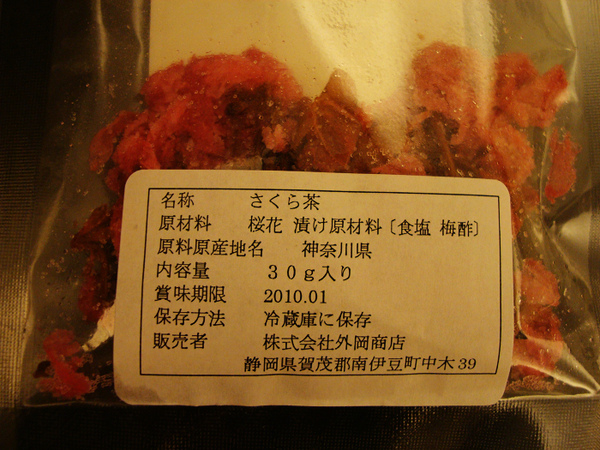 名称 さくら茶
原材料 桜花 漬け原材料〔食塩 梅酢〕
原料原産地名 神奈川県
内容量 30g入り
賞味期限 2010.01
保存方法 冷蔵庫に保存
販売者 株式会社外岡商店
静岡県賀茂郡南伊豆町中木39